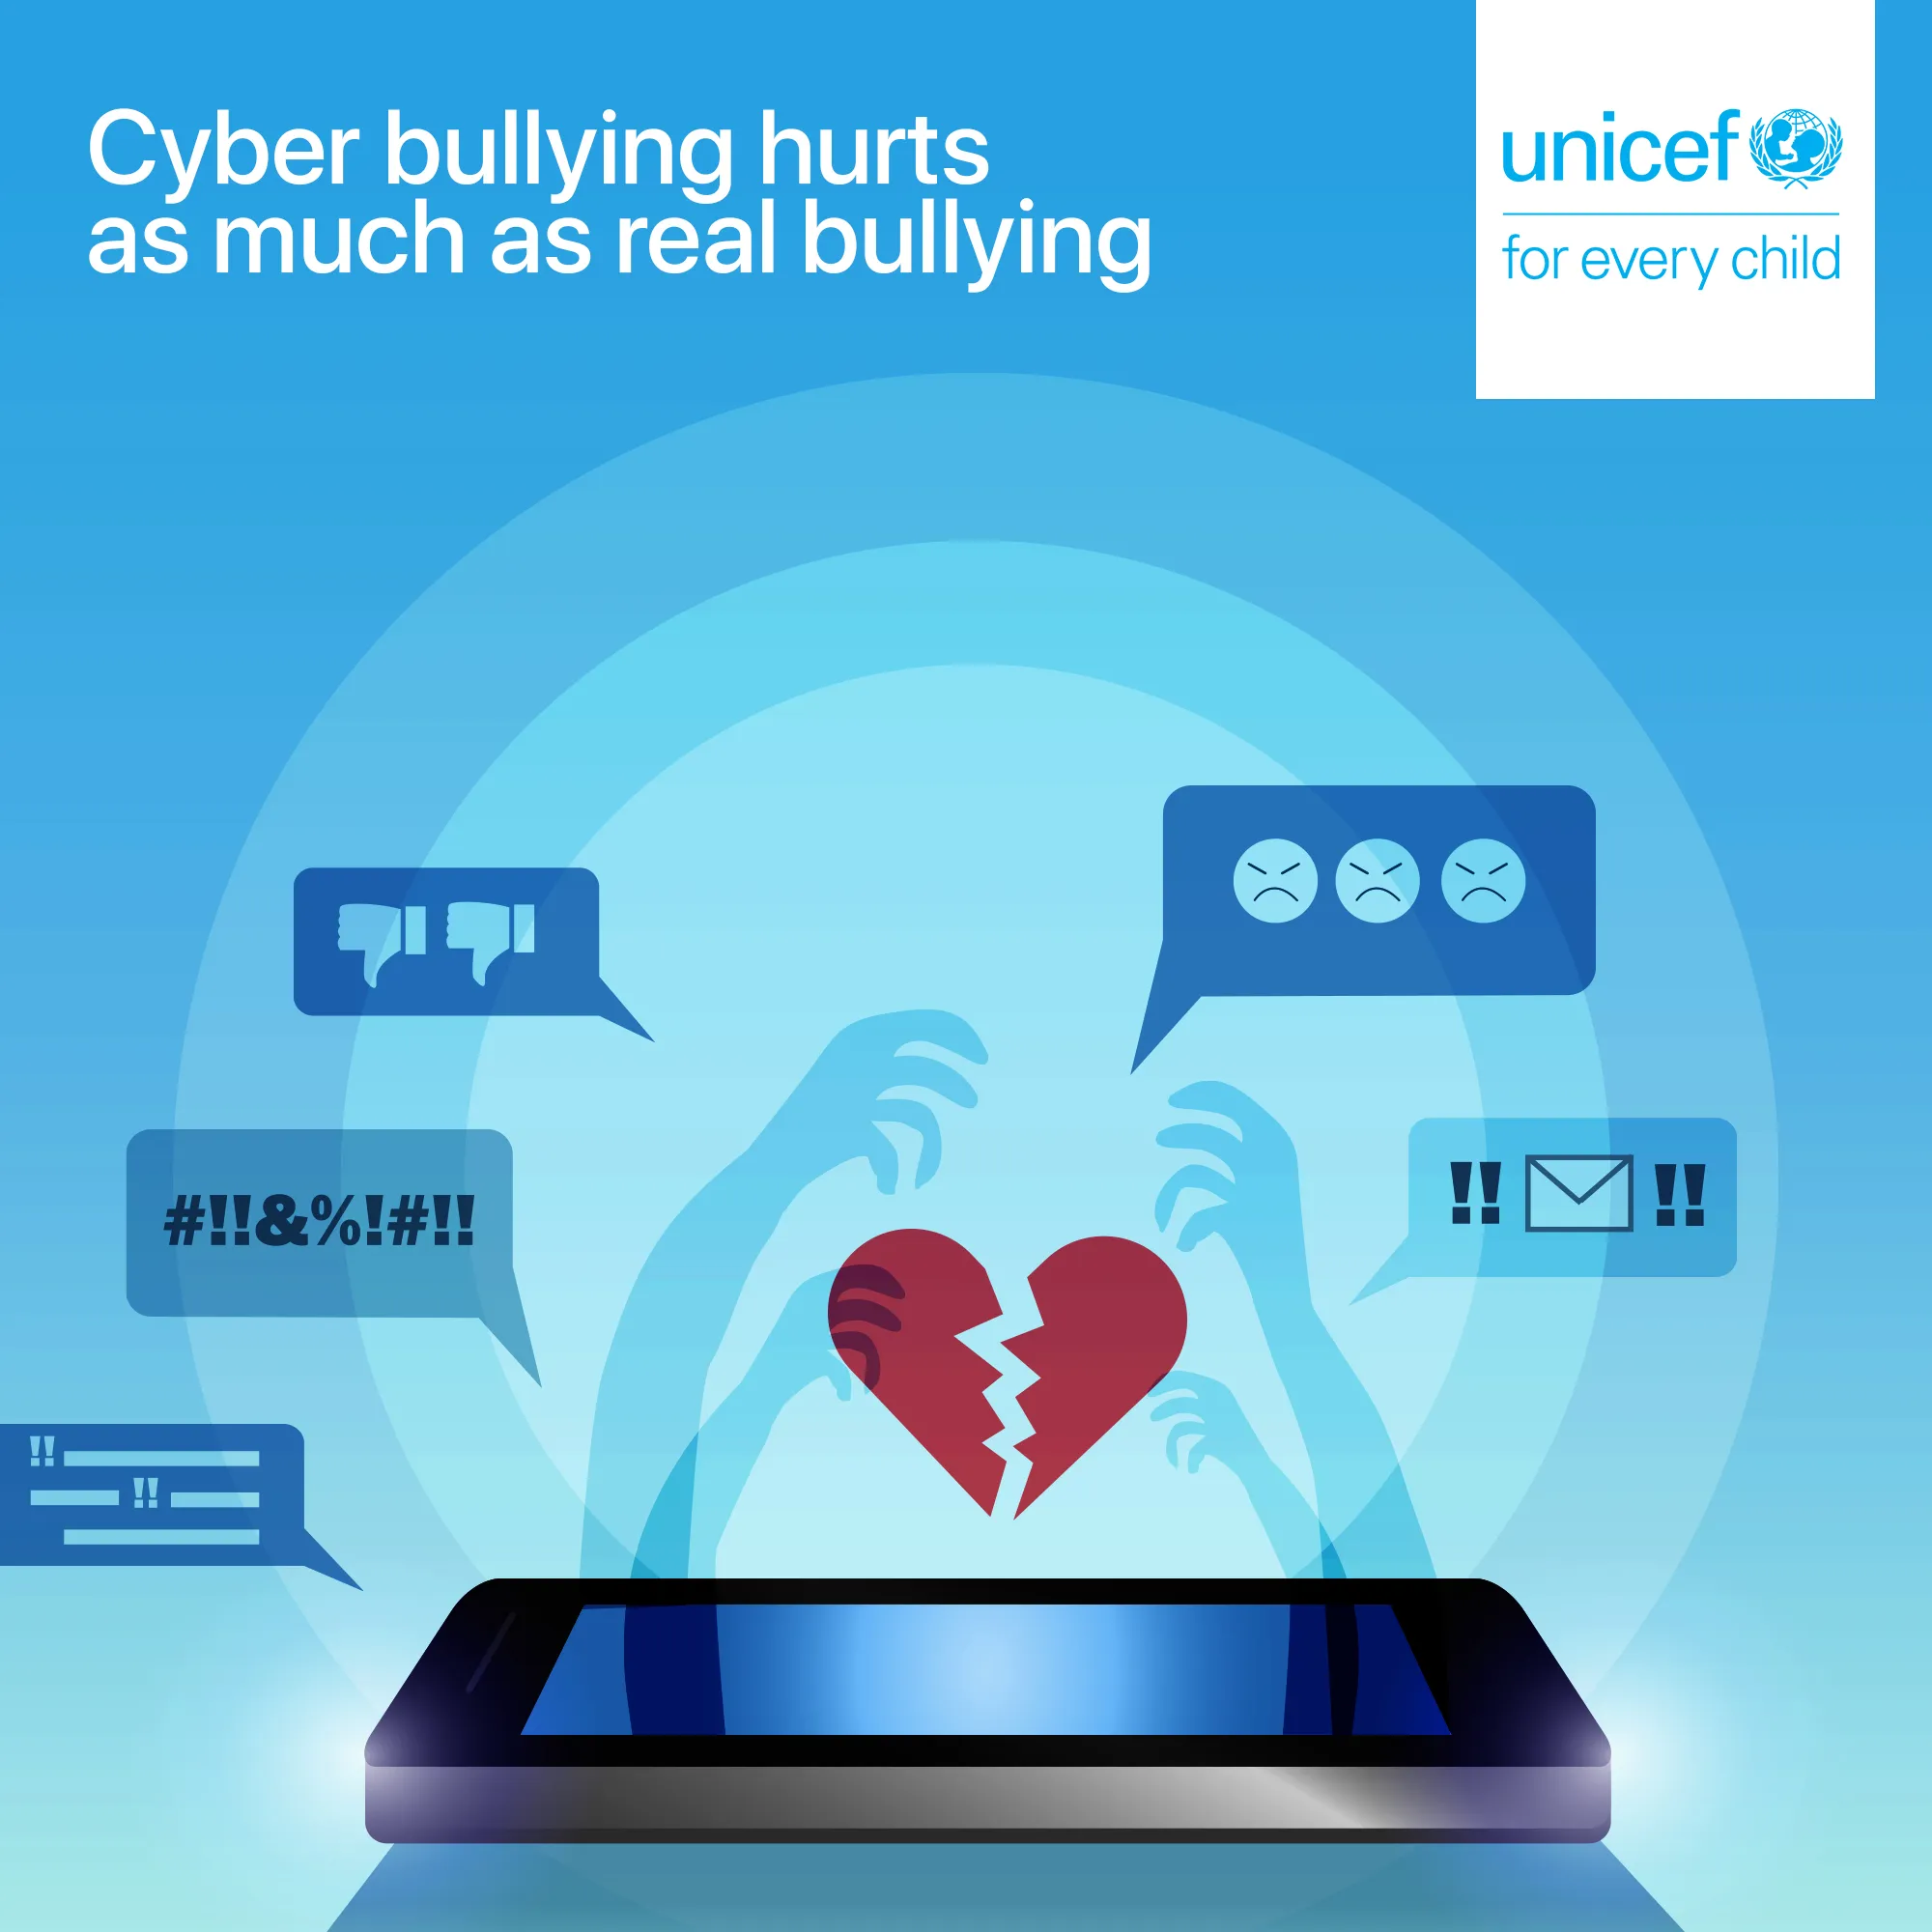 Cyber bullying hurts
as much as real bullying
unicef
for every child
#!!&%!#!!
!! !!
!!
!!